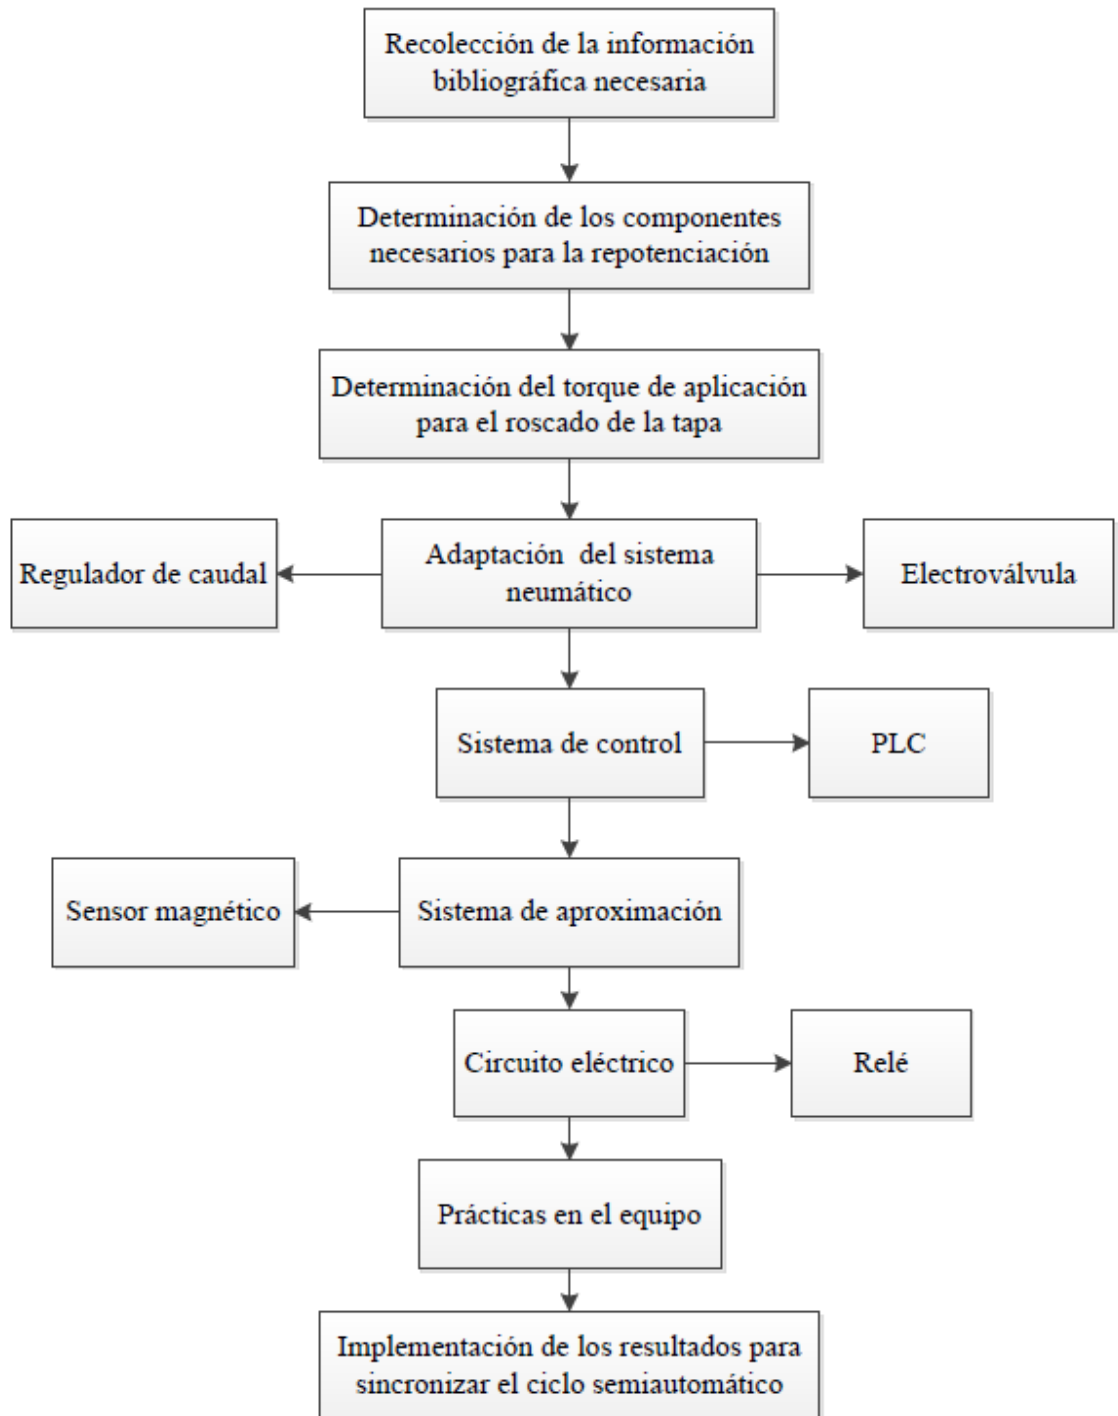 Recolección de la información
bibliográfica necesaria
Determinación de los componentes
necesarios para la repotenciación
Determinación del torque de aplicación
para el roscado de la tapa
Regulador de caudal
Adaptación del sistema
neumático
Electroválvula
Sistema de control
PLC
Sensor magnético
Sistema de aproximación
Circuito eléctrico
Relé
Prácticas en el equipo
Implementación de los resultados para
sincronizar el ciclo semiautomático